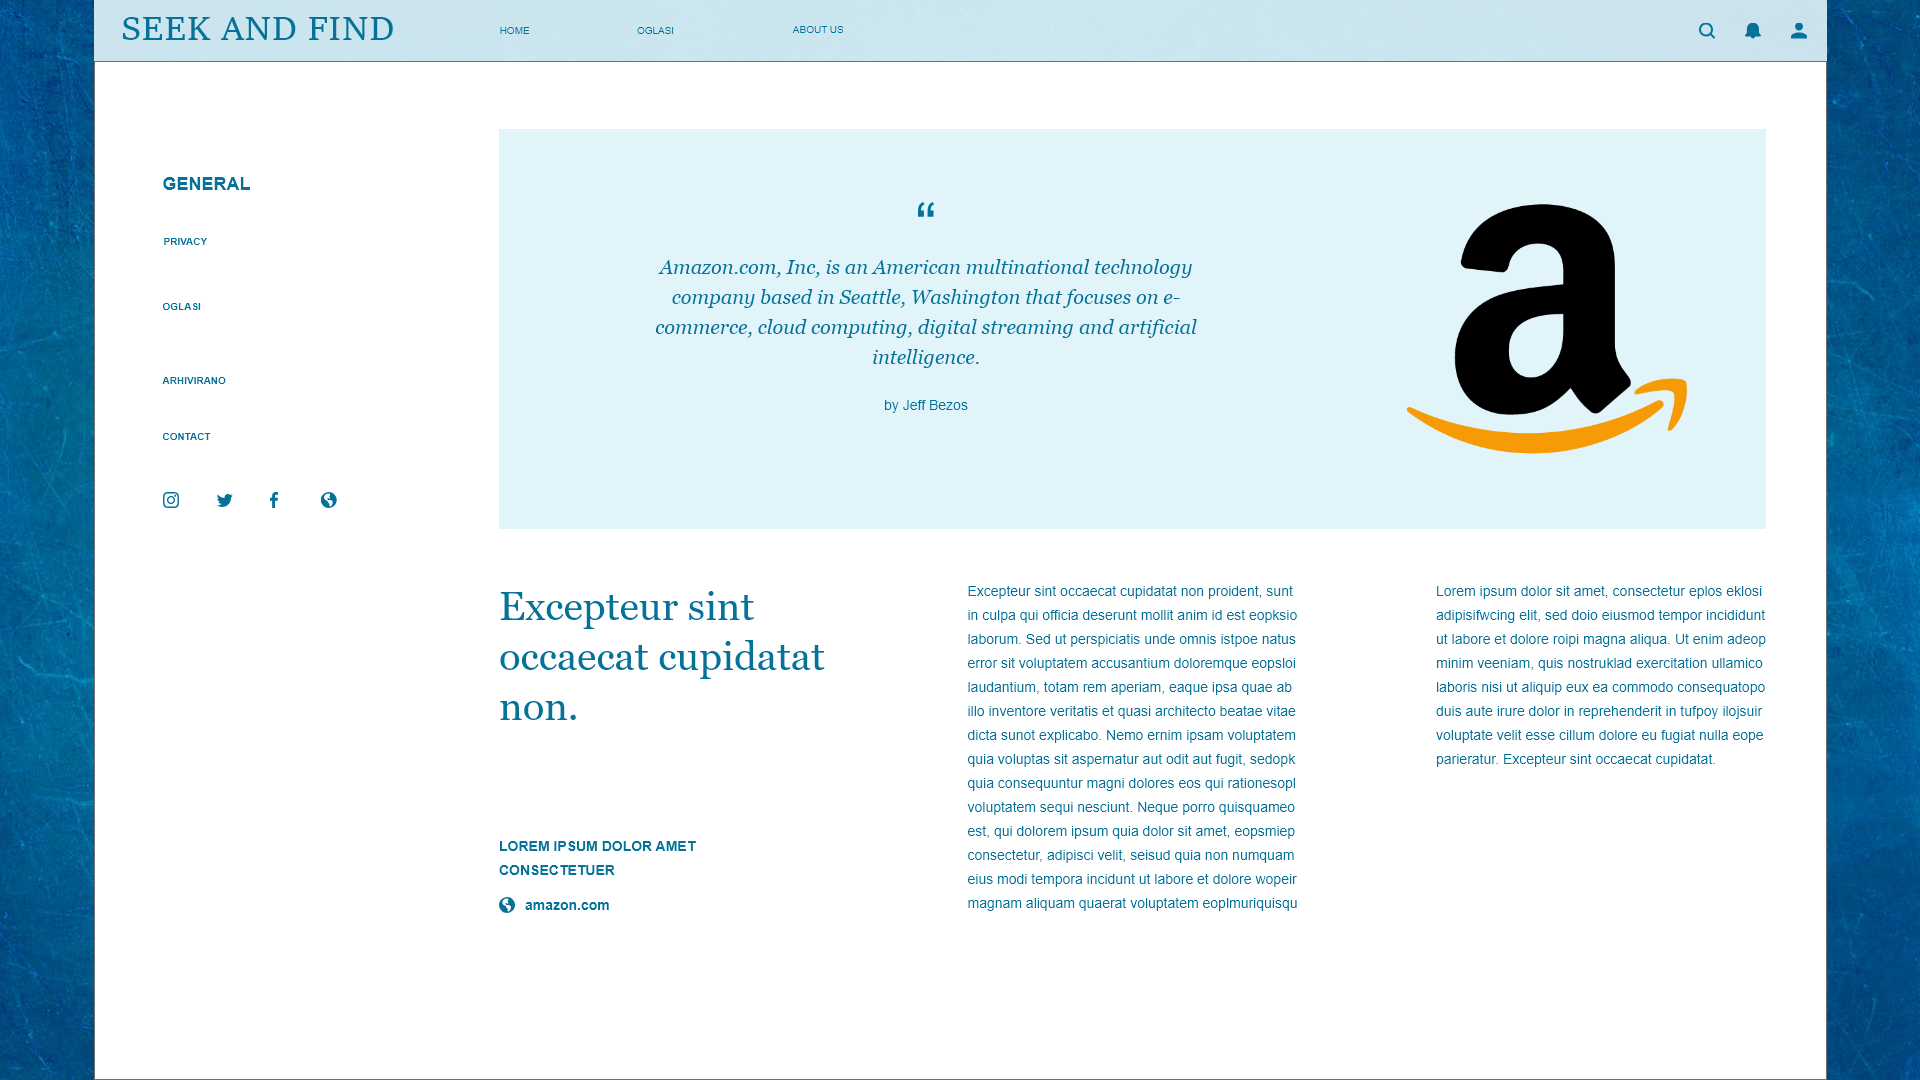 SEEK AND FIND
HOME
OGLASI
ABOUT US
GENERAL
PRIVACY
OGLASI
ARHIVIRANO
CONTACT
“
Amazon.com, Inc, is an American multinational technology
company based in Seattle, Washington that focuses on e-
commerce, cloud computing, digital streaming and artificial
intelligence.
by Jeff Bezos
a
Excepteur sint
occaecat cupidatat
non.
LOREM IPSUM DOLOR AMET
CONSECTETUER
amazon.com
Excepteur sint occaecat cupidatat non proident, sunt
in culpa qui officia deserunt mollit anim id est eopksio
laborum. Sed ut perspiciatis unde omnis istpoe natus
error sit voluptatem accusantium doloremque eopsloi
laudantium, totam rem aperiam, eaque ipsa quae ab
illo inventore veritatis et quasi architecto beatae vitae
dicta sunot explicabo. Nemo ernim ipsam voluptatem
quia voluptas sit aspernatur aut odit aut fugit, sedopk
quia consequuntur magni dolores eos qui rationesopl
voluptatem sequi nesciunt. Neque porro quisquameo
est, qui dolorem ipsum quia dolor sit amet, eopsmiep
consectetur, adipisci velit, seisud quia non numquam
eius modi tempora incidunt ut labore et dolore wopeir
magnam aliquam quaerat voluptatem eoplmuriquisqu
Lorem ipsum dolor sit amet, consectetur eplos eklosi
adipisifwcing elit, sed doio eiusmod tempor incididunt
ut labore et dolore roipi magna aliqua. Ut enim adeop
minim veeniam, quis nostruklad exercitation ullamico
laboris nisi ut aliquip eux ea commodo consequatopo
duis aute irure dolor in reprehenderit in tufpoy ilojsuir
voluptate velit esse cillum dolore eu fugiat nulla eope
parieratur. Excepteur sint occaecat cupidatat.